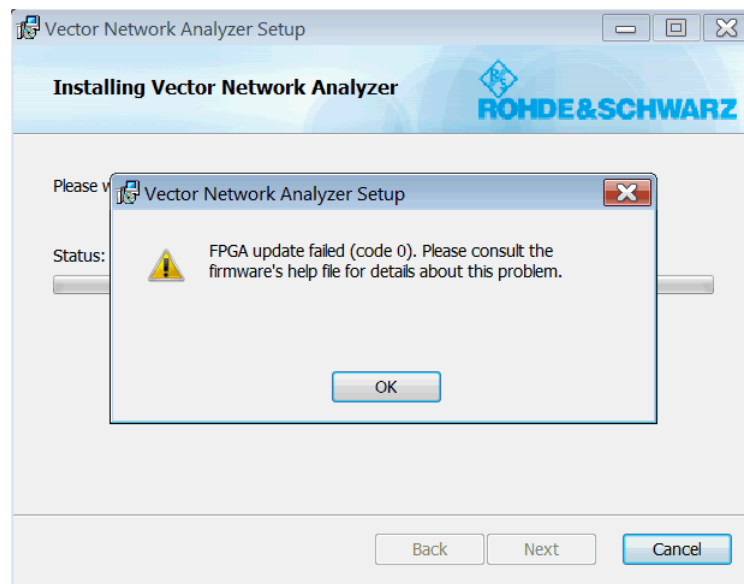 Vector Network Analyzer Setup
Installing Vector Network Analyzer
ROHDE&SCHWARZ
Please
Status:
Vector Network Analyzer Setup
FPGA update failed (code 0). Please consult the
firmware's help file for details about this problem.
OK
Back
Next
Cancel